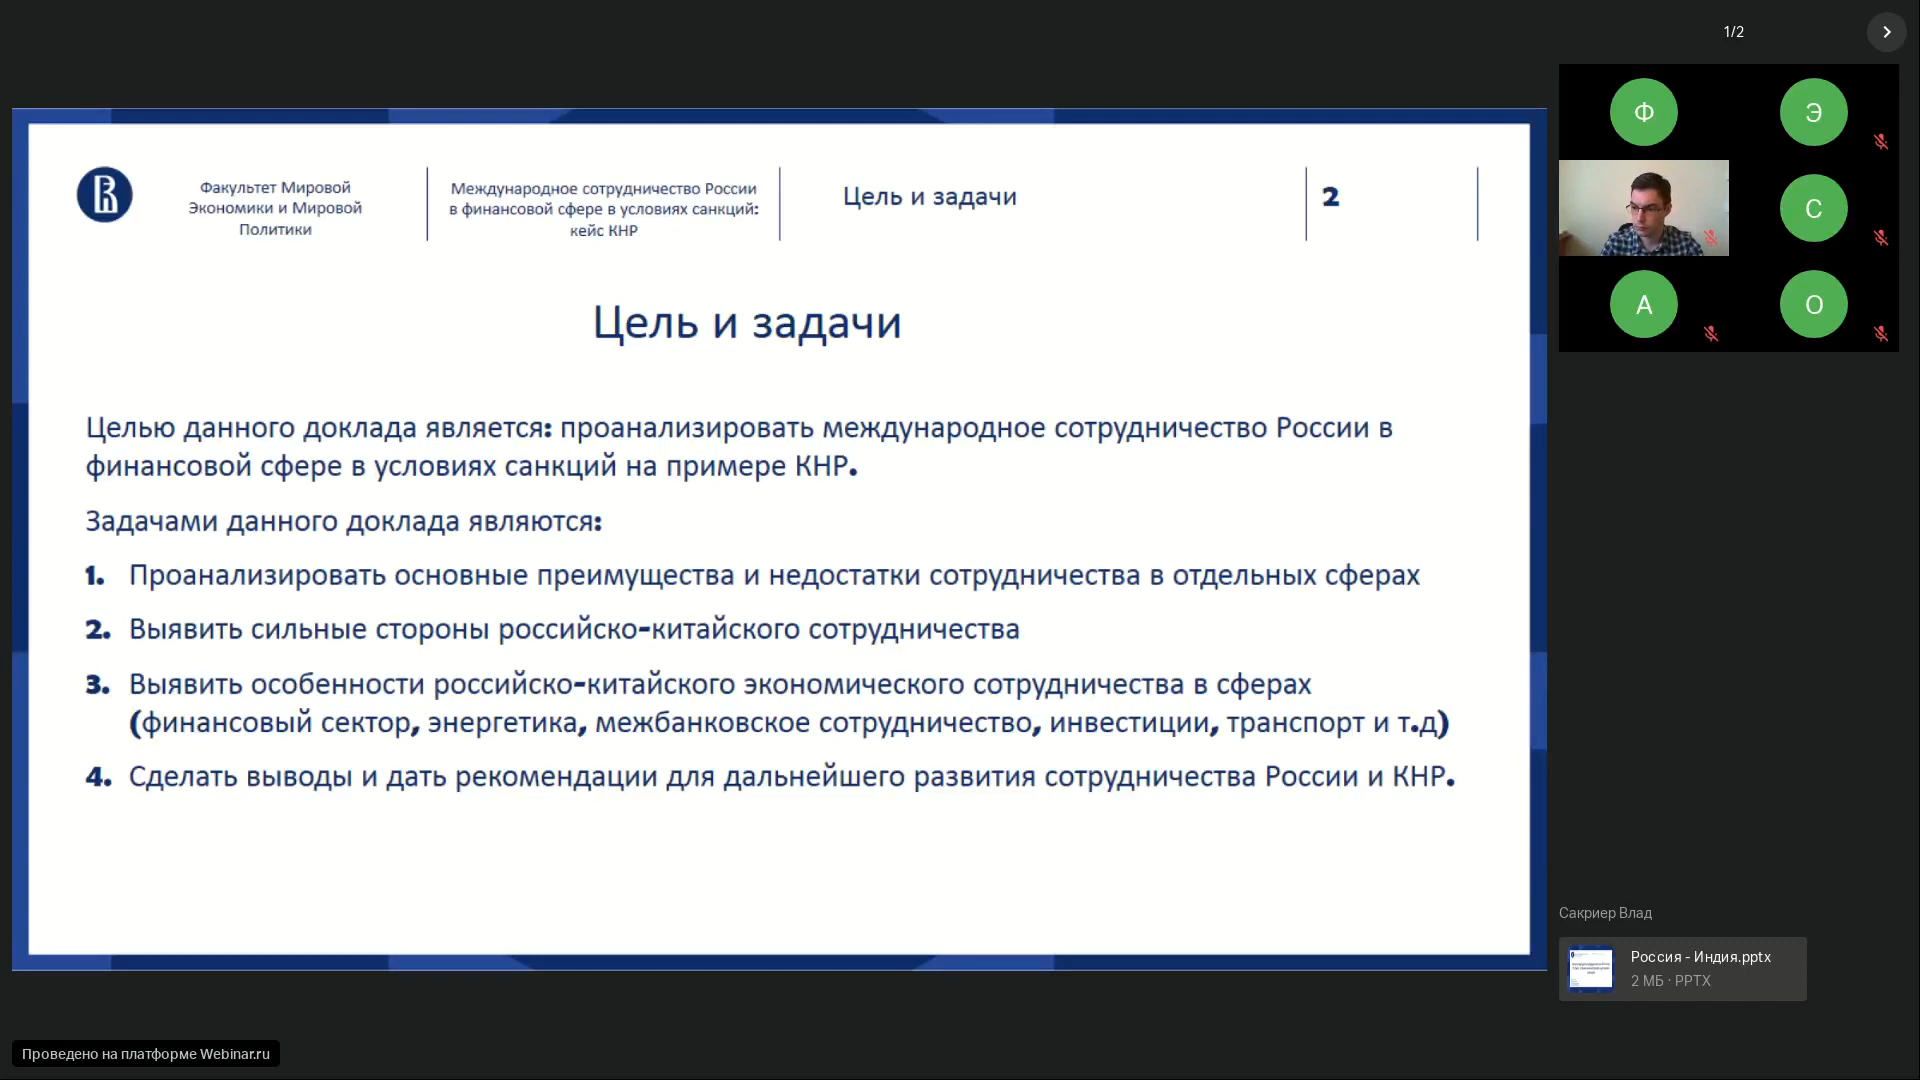 1/2
Ф
Э
С
А
О
Факультет Мировой
Экономики и Мировой
Политики
Международное сотрудничество России
в финансовой сфере в условиях санкций:
кейс КНР
Цель и задачи
2
Цель и задачи
Целью данного доклада является: проанализировать международное сотрудничество России в
финансовой сфере в условиях санкций на примере КНР.
Задачами данного доклада являются:
1. Проанализировать основные преимущества и недостатки сотрудничества в отдельных сферах
2. Выявить сильные стороны российско-китайского сотрудничества
3. Выявить особенности российско-китайского экономического сотрудничества в сферах
(финансовый сектор, энергетика, межбанковское сотрудничество, инвестиции, транспорт и т.д)
4. Сделать выводы и дать рекомендации для дальнейшего развития сотрудничества России и КНР.
Сакриер Влад
Россия - Индия.pptx
2 МБ · PPTX
Проведено на платформе Webinar.ru